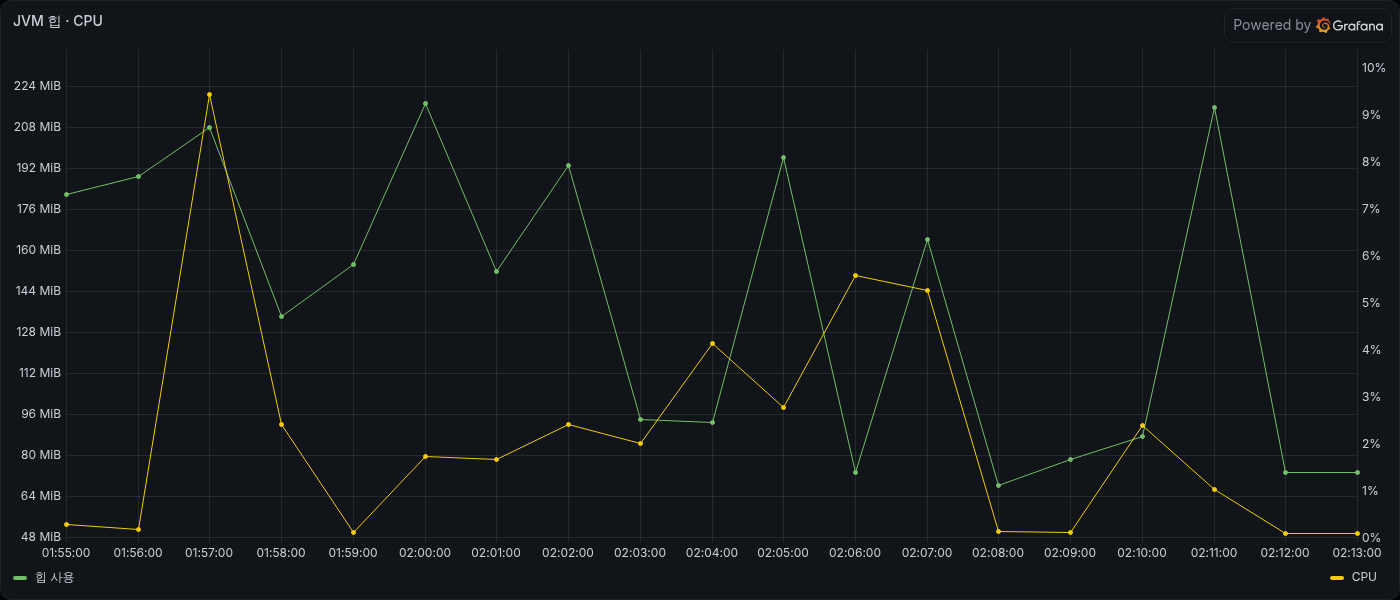 JVM 힙 · CPU
Powered by Grafana
10%
224 MiB
9%
208 MiB
8%
192 MiB
7%
176 MiB
6%
160 MiB
144 MiB
5%
128 MiB
4%
112 MiB
3%
96 MiB
2%
80 MiB
1%
64 MiB
48 MiB
0%
01:55:00 01:56:00 01:57:00 01:58:00 01:59:00 02:00:00 02:01:00 02:02:00 02:03:00 02:04:00 02:05:00 02:06:00 02:07:00 02:08:00 02:09:00 02:10:00 02:11:00 02:12:00 02:13:00
힙 사용
CPU